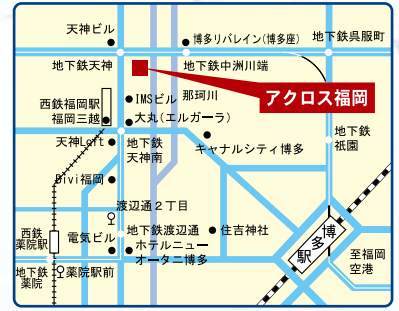 天神ビル
博多リバレイン(博多座)
地下鉄呉服町
地下鉄天神
地下鉄中洲川端
アクロス福岡
西鉄福岡駅
福岡三越
IMSビル
那珂川
大丸(エルガーラ)
天神Loft
地下鉄
天神南
キャナルシティ博多
地下鉄
祇園
Divi福岡
渡辺通2丁目
西鉄
薬院駅
電気ビル
地下鉄渡辺通
住吉神社
ホテルニュー
オータニ博多
博多駅
至福岡
空港
地下鉄
薬院
薬院駅前